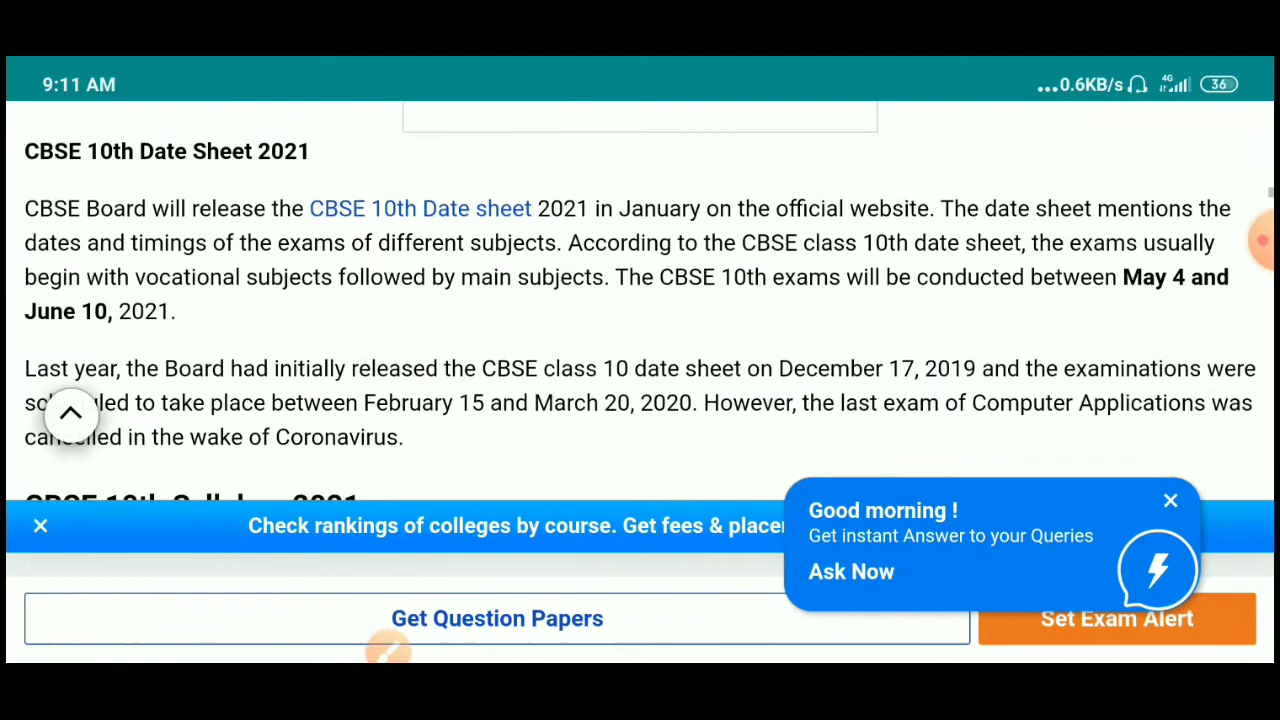 9:11 AM
...0.6KB/s 4G 36
CBSE 10th Date Sheet 2021
CBSE Board will release the CBSE 10th Date sheet 2021 in January on the official website. The date sheet mentions the
dates and timings of the exams of different subjects. According to the CBSE class 10th date sheet, the exams usually
begin with vocational subjects followed by main subjects. The CBSE 10th exams will be conducted between May 4 and
June 10, 2021.
Last year, the Board had initially released the CBSE class 10 date sheet on December 17, 2019 and the examinations were
to take place between February 15 and March 20, 2020. However, the last exam of Computer Applications was
in the wake of Coronavirus.
CBSE 10th 2021
Check rankings of colleges by course. Get fees &
Good morning !
Get instant Answer to your Queries
Ask Now
Get Question Papers
Set Exam Alert